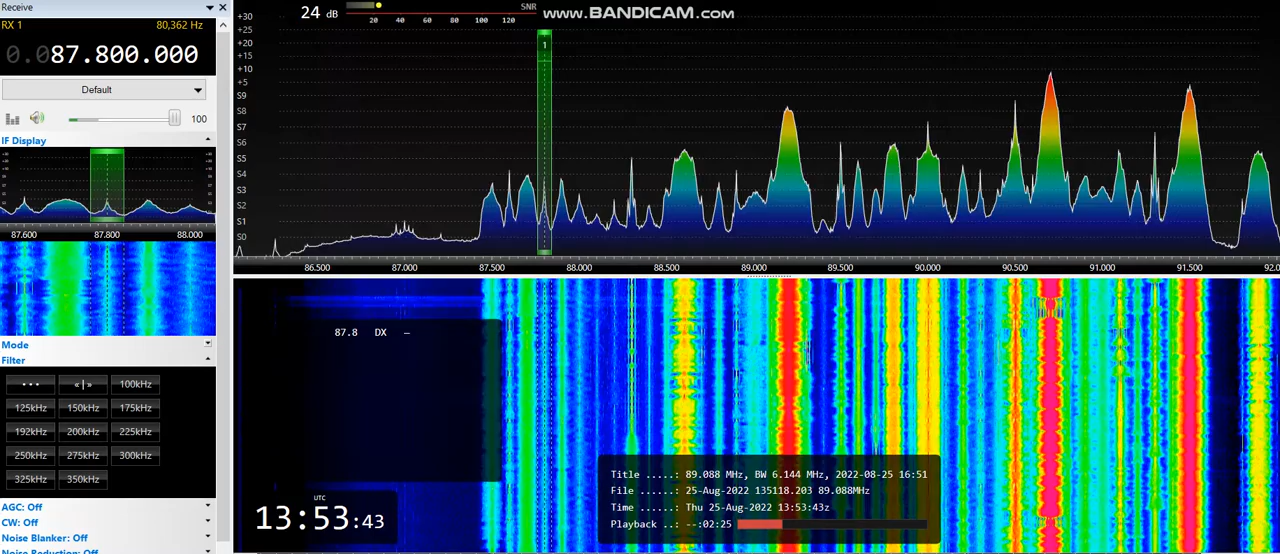 Receive
RX 1 80,362 Hz
0.087.800.000
Default
100
IF Display
87.600 87.800 88.000
Mode
Filter
••• «|» 100kHz
125kHz 150kHz 175kHz
192kHz 200kHz 225kHz
250kHz 275kHz 300kHz
325kHz 350kHz
AGC: Off
CW: Off
Noise Blanker: Off
Noise Reduction: Off
24 dB
SNR
20 40 60 80 100 120
www.BANDICAM.com
+30
+25
+20
+15
+10
+5
S9
S8
S7
S6
S5
S4
S3
S2
S1
S0
1
86.500 87.000 87.500 88.000 88.500 89.000 89.500 90.000 90.500 91.000 91.500 92.0
87.8 DX –
UTC
13:53:43
Title .....: 89.088 MHz, BW 6.144 MHz, 2022-08-25 16:51
File ......: 25-Aug-2022 135118.203 89.088MHz
Time ......: Thu 25-Aug-2022 13:53:43z
Playback ..: --:02:25